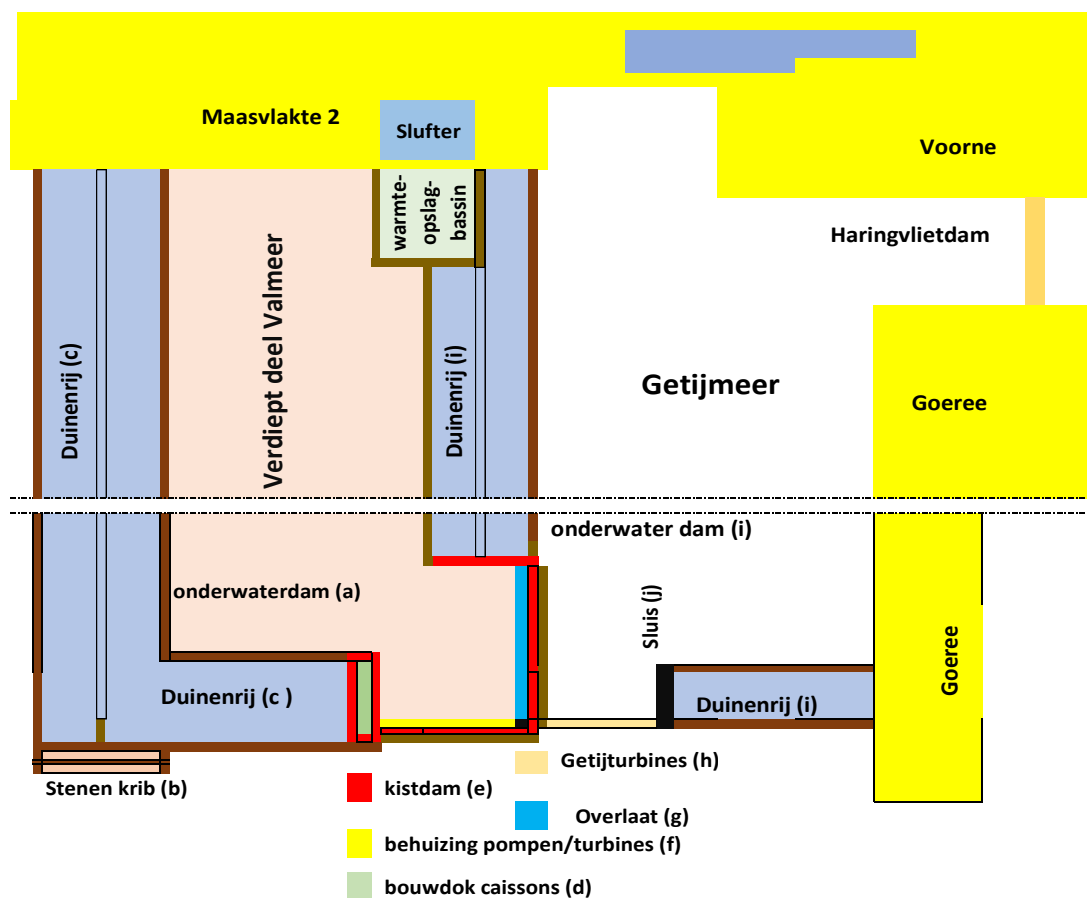 Maasvlakte 2
Slufter
Voorne
warmte-
opslag-
bassin
Haringvlietdam
Duinenrij (c)
Verdiept deel Valmeer
Duinenrij (i)
Getijmeer
Goeree
onderwater dam (i)
onderwaterdam (a)
Sluis (j)
Goeree
Duinenrij (c )
Duinenrij (i)
Stenen krib (b)
Getijturbines (h)
kistdam (e)
Overlaat (g)
behuizing pompen/turbines (f)
bouwdok caissons (d)